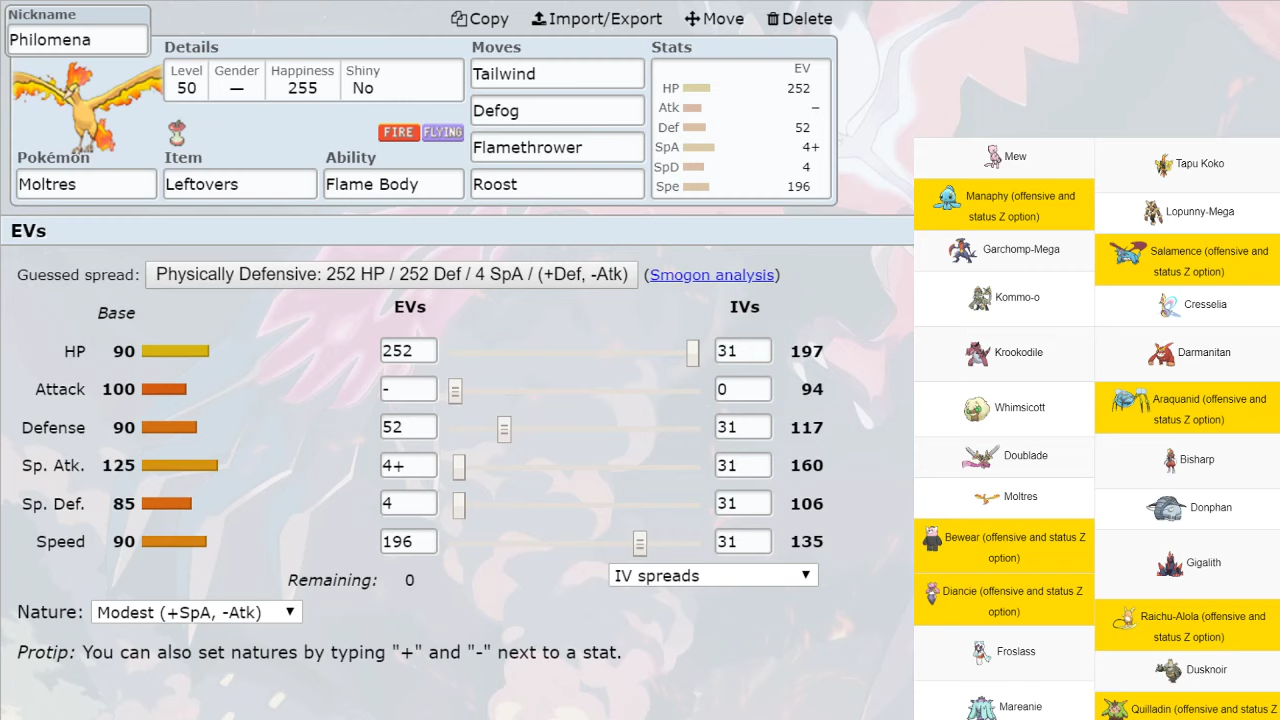 Nickname
Philomena
Copy Import/Export Move Delete
Details
Level Gender Happiness Shiny
50 — 255 No
FIRE FLYING
Pokémon Item Ability
Moltres Leftovers Flame Body
Moves
Tailwind
Defog
Flamethrower
Roost
Stats
EV
HP 252
Atk –
Def 52
SpA 4+
SpD 4
Spe 196
EVs
Guessed spread: Physically Defensive: 252 HP / 252 Def / 4 SpA / (+Def, -Atk) (Smogon analysis)
Base EVs IVs
HP 90 252 31 197
Attack 100 - 0 94
Defense 90 52 31 117
Sp. Atk. 125 4+ 31 160
Sp. Def. 85 4 31 106
Speed 90 196 31 135
Remaining: 0 IV spreads
Nature: Modest (+SpA, -Atk)
Protip: You can also set natures by typing "+" and "-" next to a stat.
Mew
Manaphy (offensive and
status Z option)
Garchomp-Mega
Kommo-o
Krookodile
Whimsicott
Doublade
Moltres
Bewear (offensive and status Z
option)
Diancie (offensive and status Z
option)
Froslass
Mareanie
Tapu Koko
Lopunny-Mega
Salamence (offensive and
status Z option)
Cresselia
Darmanitan
Araquanid (offensive and
status Z option)
Bisharp
Donphan
Gigalith
Raichu-Alola (offensive and
status Z option)
Dusknoir
Quilladin (offensive and status Z